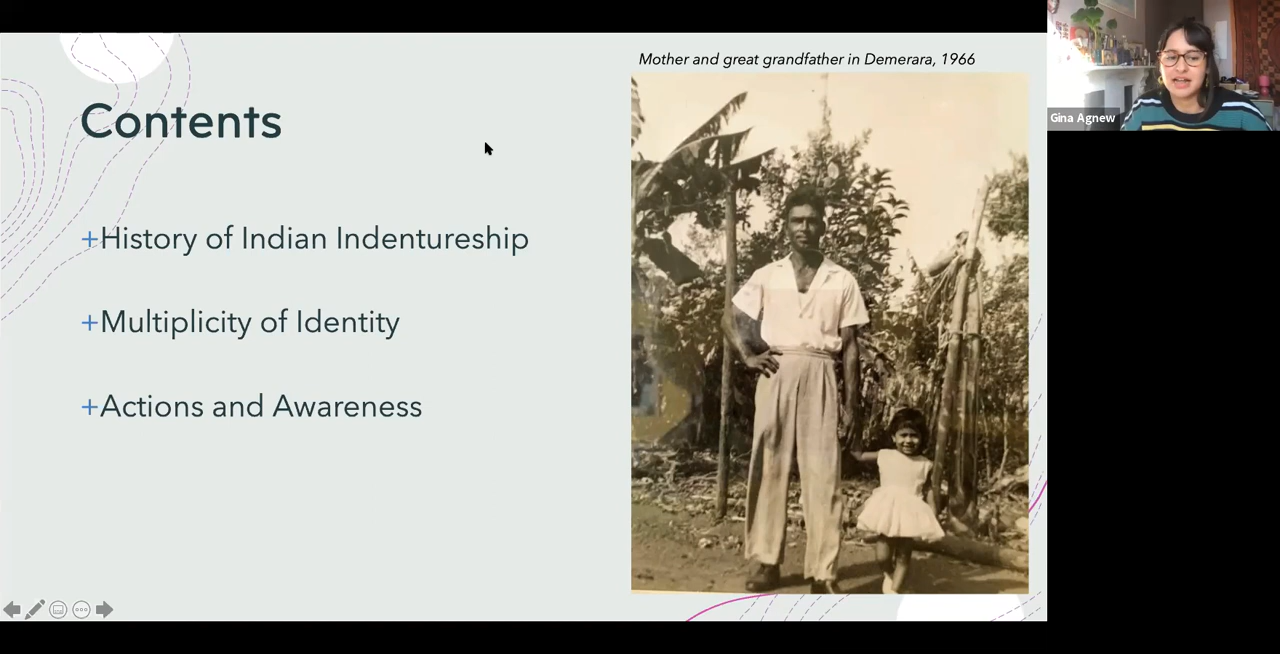 Mother and great grandfather in Demerara, 1966
Contents
+History of Indian Indentureship
+Multiplicity of Identity
+Actions and Awareness
Gina Agnew